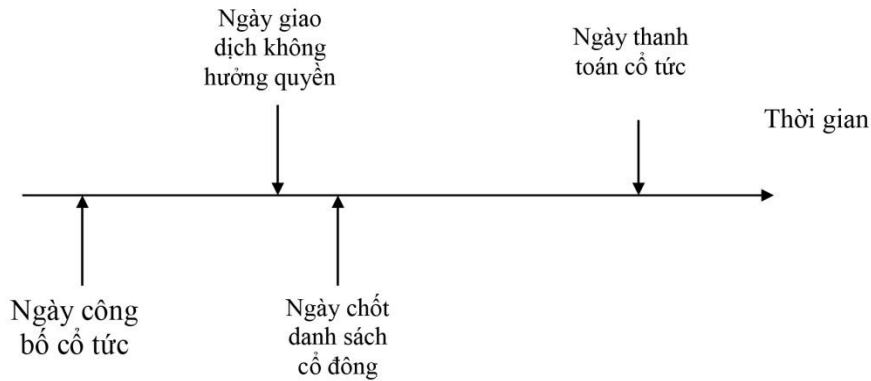 Ngày giao
dịch không
hưởng quyền
Ngày thanh
toán cổ tức
Thời gian
Ngày công
bố cổ tức
Ngày chốt
danh sách
cổ đông